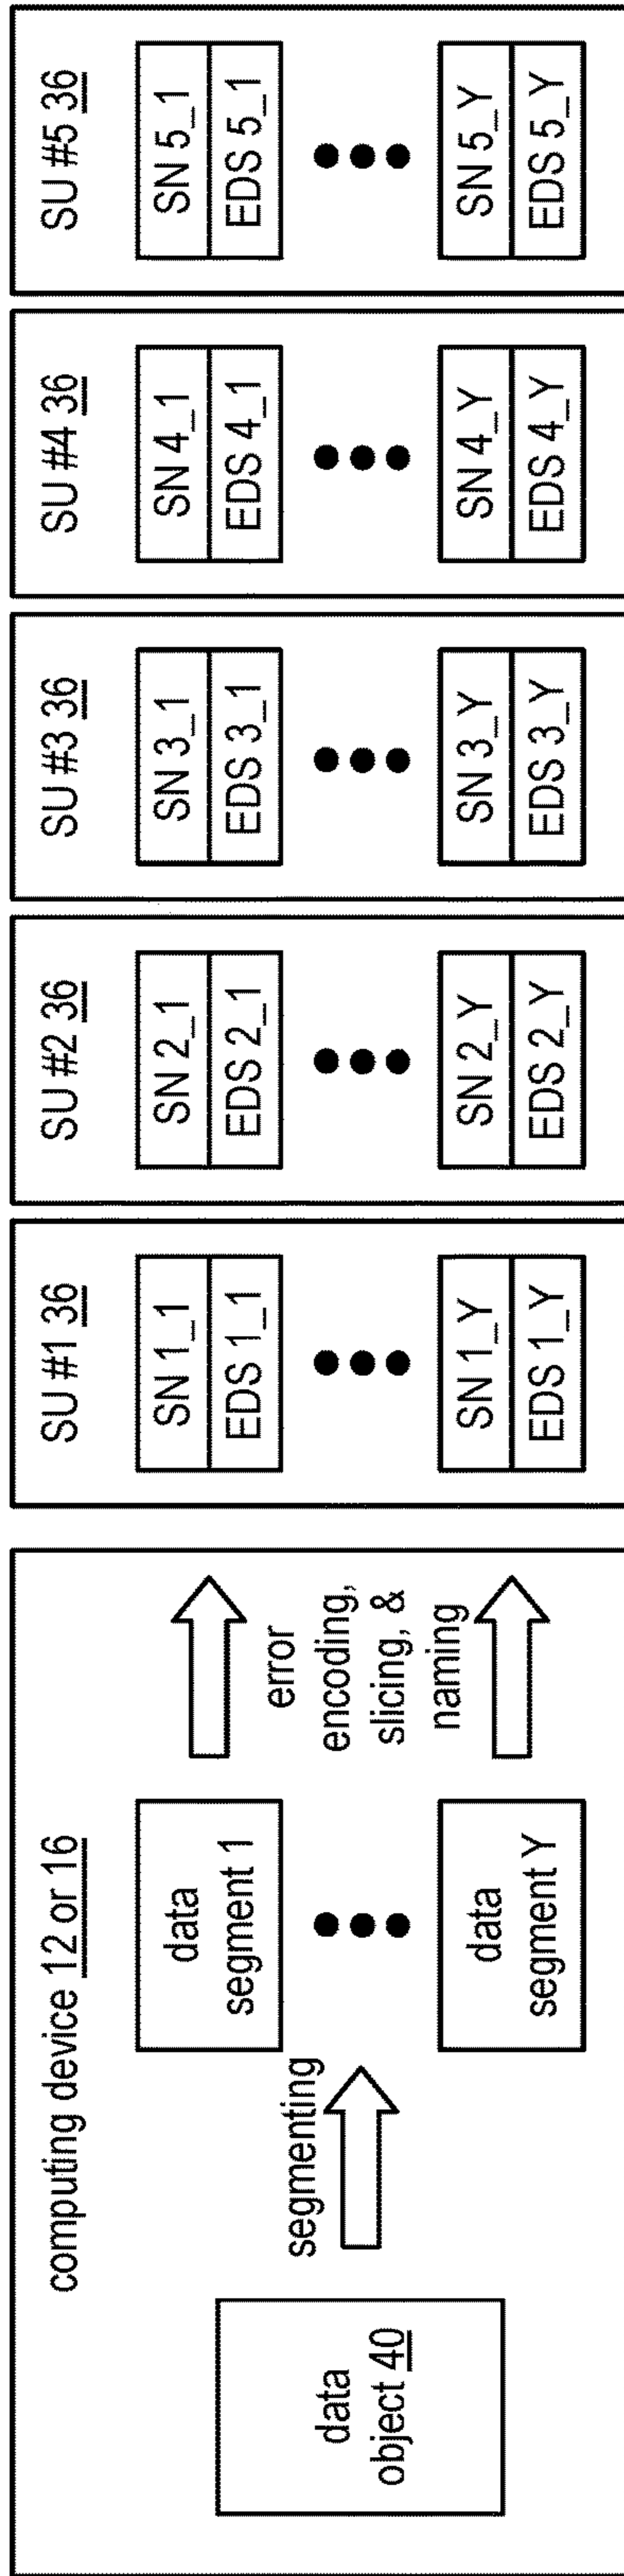 computing device 12 or 16
data
object 40
segmenting
data
segment 1
data
segment Y
error
encoding,
slicing, &
naming
SU #1 36
SN 1_1
EDS 1_1
SN 1_Y
EDS 1_Y
SU #2 36
SN 2_1
EDS 2_1
SN 2_Y
EDS 2_Y
SU #3 36
SN 3_1
EDS 3_1
SN 3_Y
EDS 3_Y
SU #4 36
SN 4_1
EDS 4_1
SN 4_Y
EDS 4_Y
SU #5 36
SN 5_1
EDS 5_1
SN 5_Y
EDS 5_Y